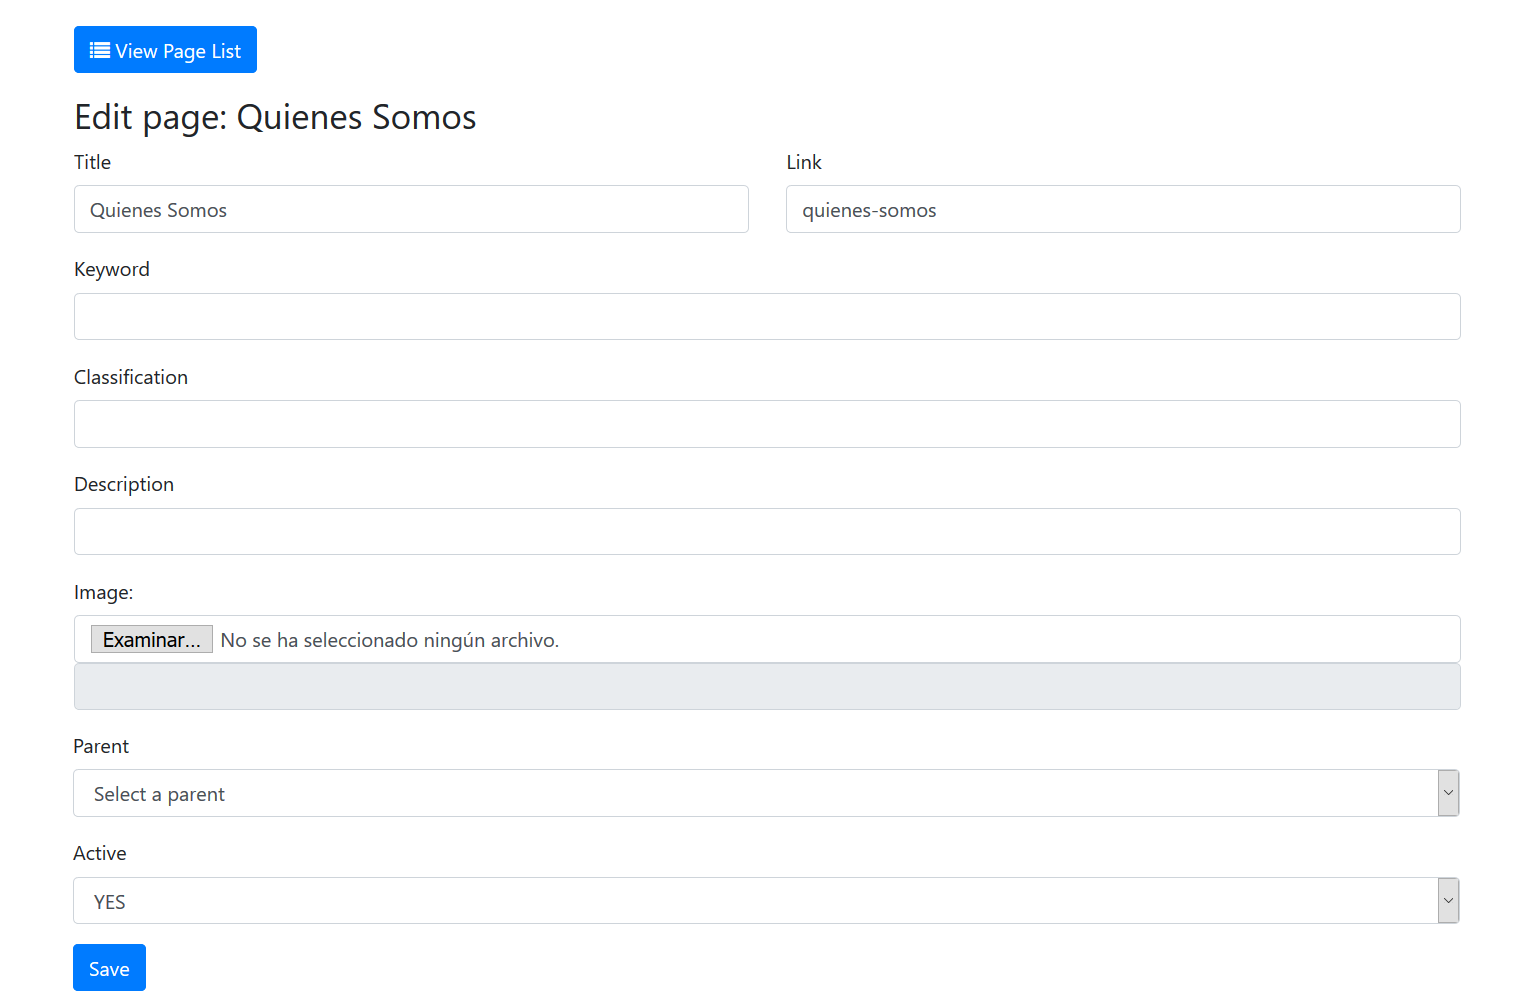 View Page List
Edit page: Quienes Somos
Title
Link
Quienes Somos
quienes-somos
Keyword
Classification
Description
Image:
Examinar... No se ha seleccionado ningún archivo.
Parent
Select a parent
Active
YES
Save